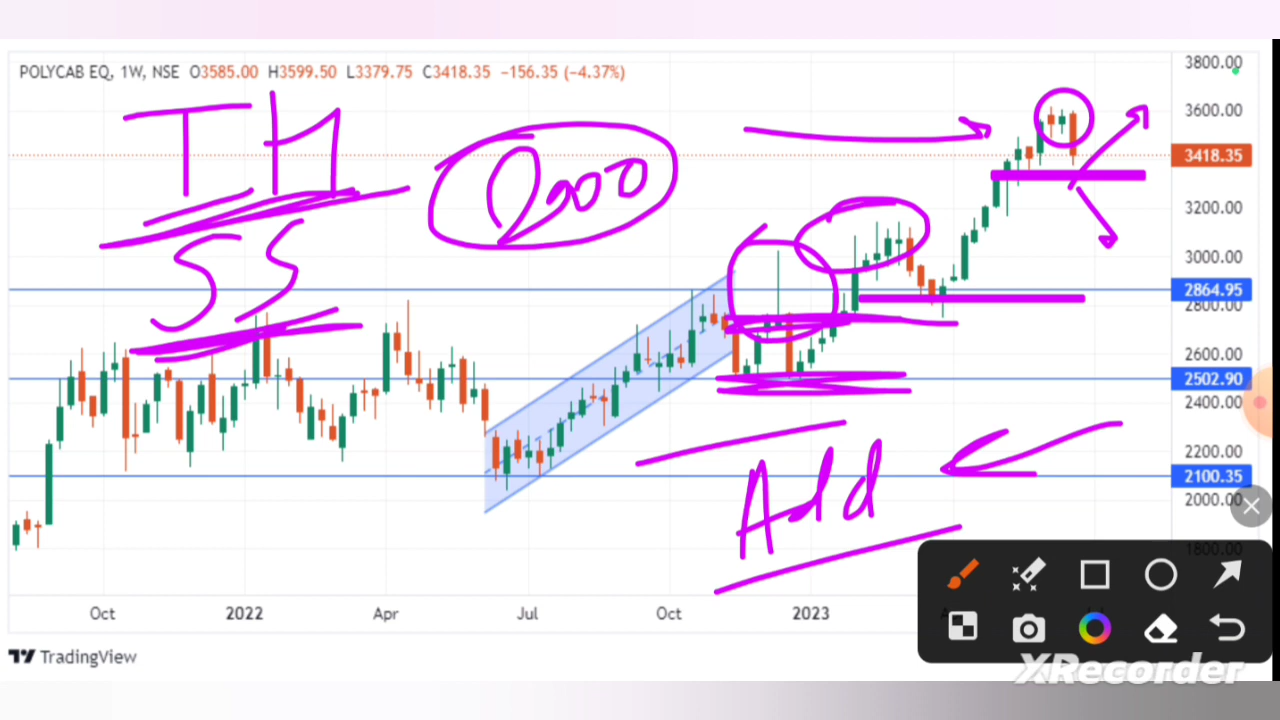 POLYCAB EQ, 1W, NSE O3585.00 H3599.50 L3379.75 C3418.35 −156.35 (−4.37%)
3800.00
3600.00
3418.35
3200.00
3000.00
2864.95
2800.00
2600.00
2502.90
2400.00
2200.00
2100.35
2000.00
1800.00
TH
SS
2000
Add
Oct 2022 Apr Jul Oct 2023
TradingView
XRecorder